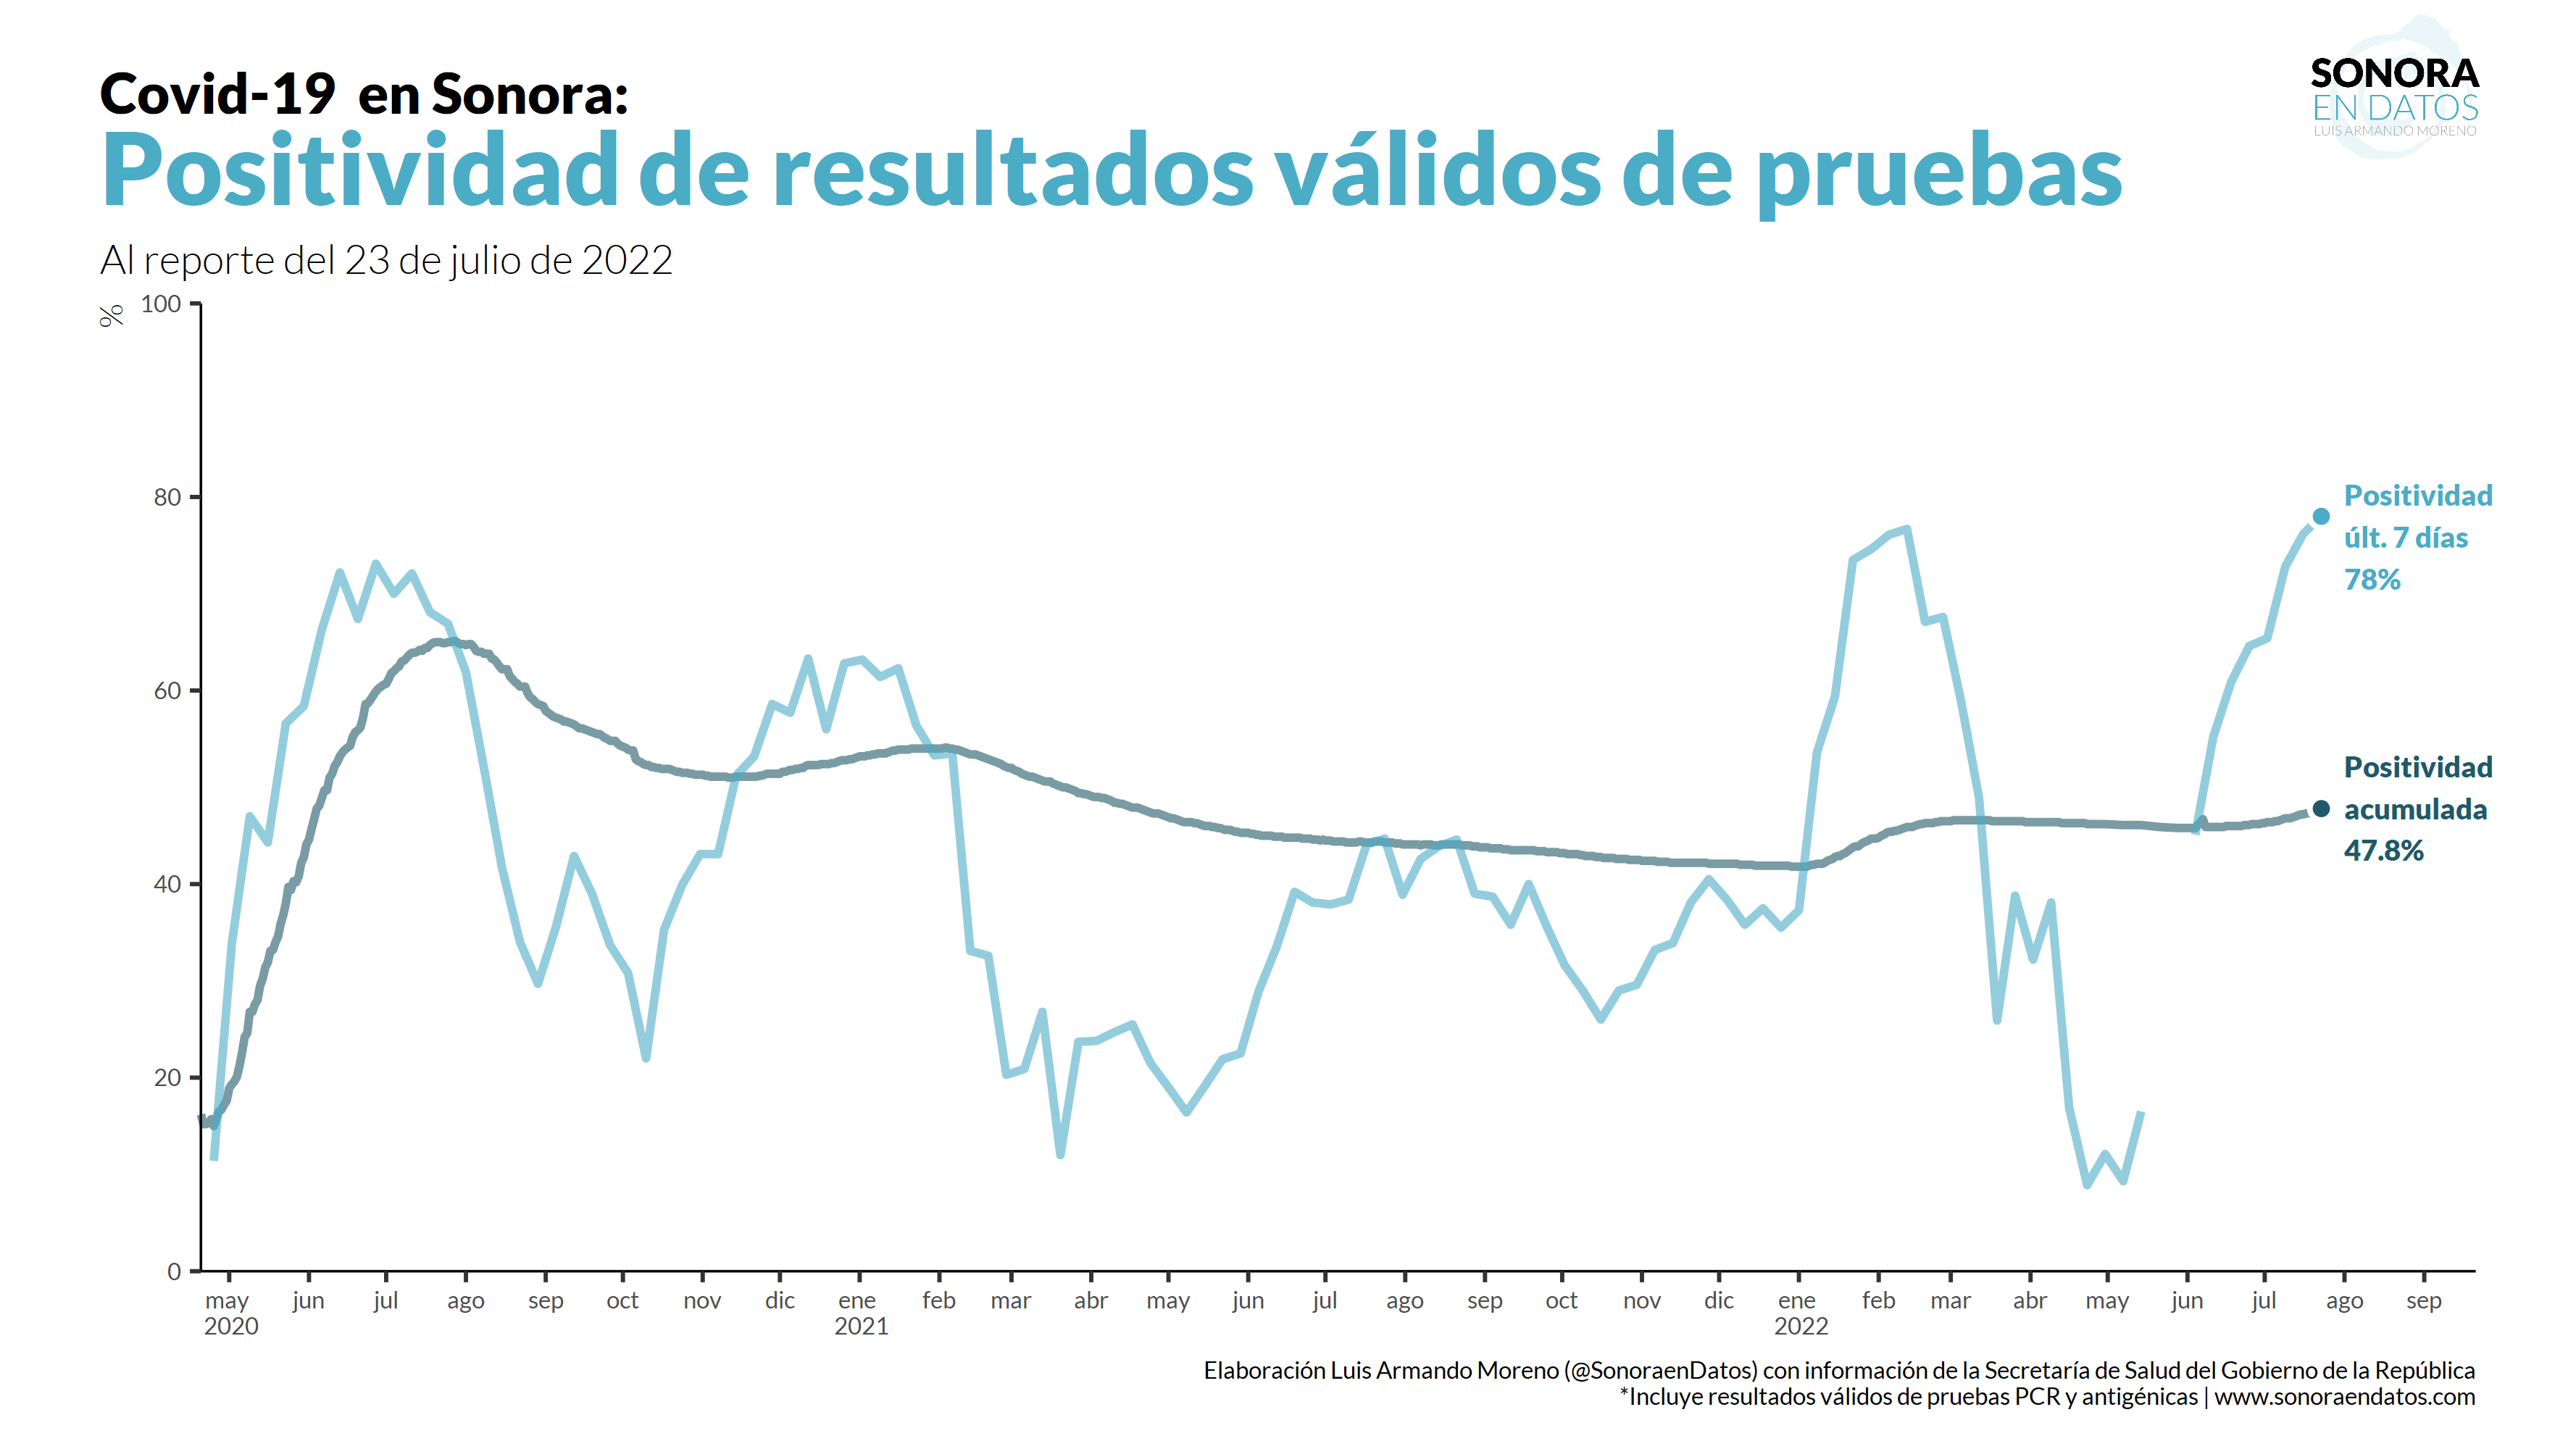 Covid-19 en Sonora:
SONORA
EN DATOS
LUIS ARMANDO MORENO
Positividad de resultados válidos de pruebas
Al reporte del 23 de julio de 2022
%
100
80
60
40
20
0
Positividad
últ. 7 días
78%
Positividad
acumulada
47.8%
may jun jul ago sep oct nov dic ene feb mar abr may jun jul ago sep oct nov dic ene feb mar abr may jun jul ago sep
2020 2021 2022
Elaboración Luis Armando Moreno (@SonoraenDatos) con información de la Secretaría de Salud del Gobierno de la República
*Incluye resultados válidos de pruebas PCR y antigénicas | www.sonoraendatos.com